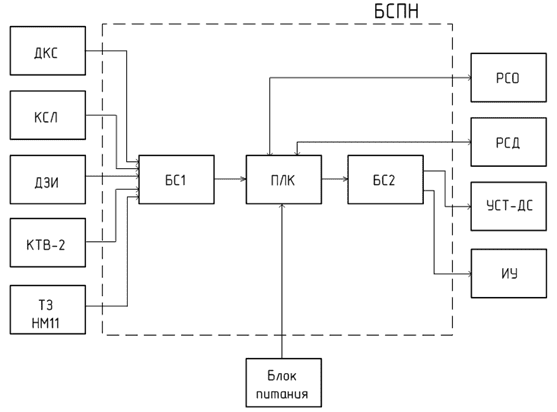 БСПН
ДКС
КСЛ
ДЗИ
КТВ-2
ТЗ
НМ11
БС1
ПЛК
БС2
РСО
РСД
УСТ-ДС
ИУ
Блок
питания